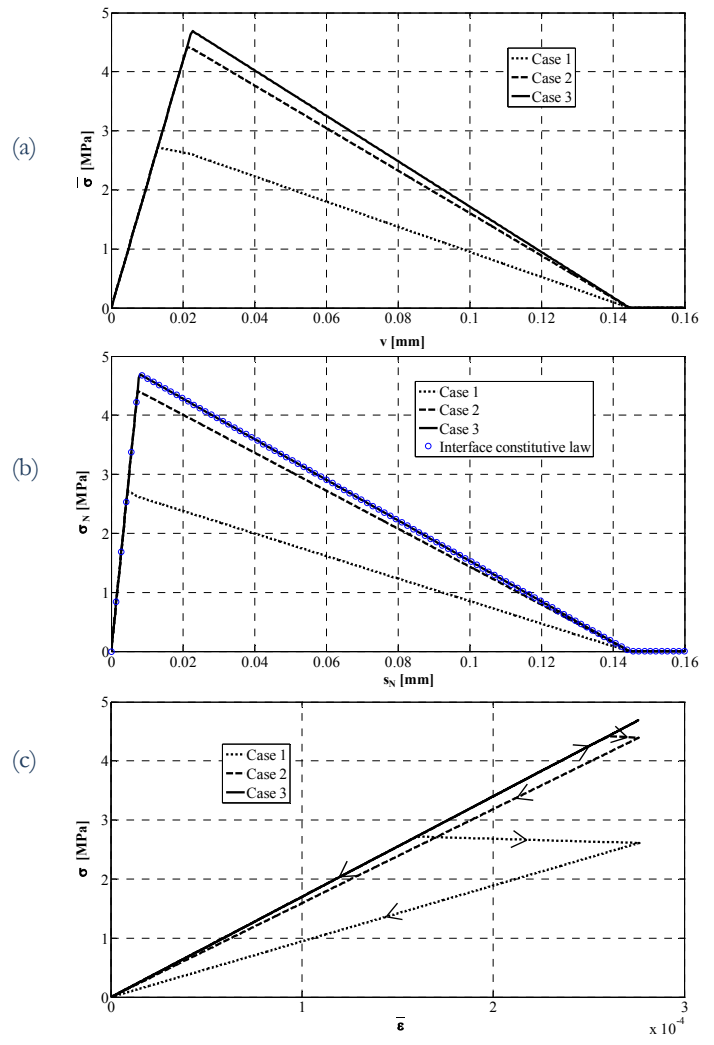 (a)
5
4
3
2
1
0
σ̅ [MPa]
Case 1
Case 2
Case 3
0 0.02 0.04 0.06 0.08 0.10 0.12 0.14 0.16
v [mm]
(b)
5
4
3
2
1
0
σ N [MPa]
Case 1
Case 2
Case 3
Interface constitutive law
0 0.02 0.04 0.06 0.08 0.10 0.12 0.14 0.16
sN [mm]
(c)
5
4
3
2
1
0
σ [MPa]
Case 1
Case 2
Case 3
0 1 2 3
ε̅
x 10⁻⁴